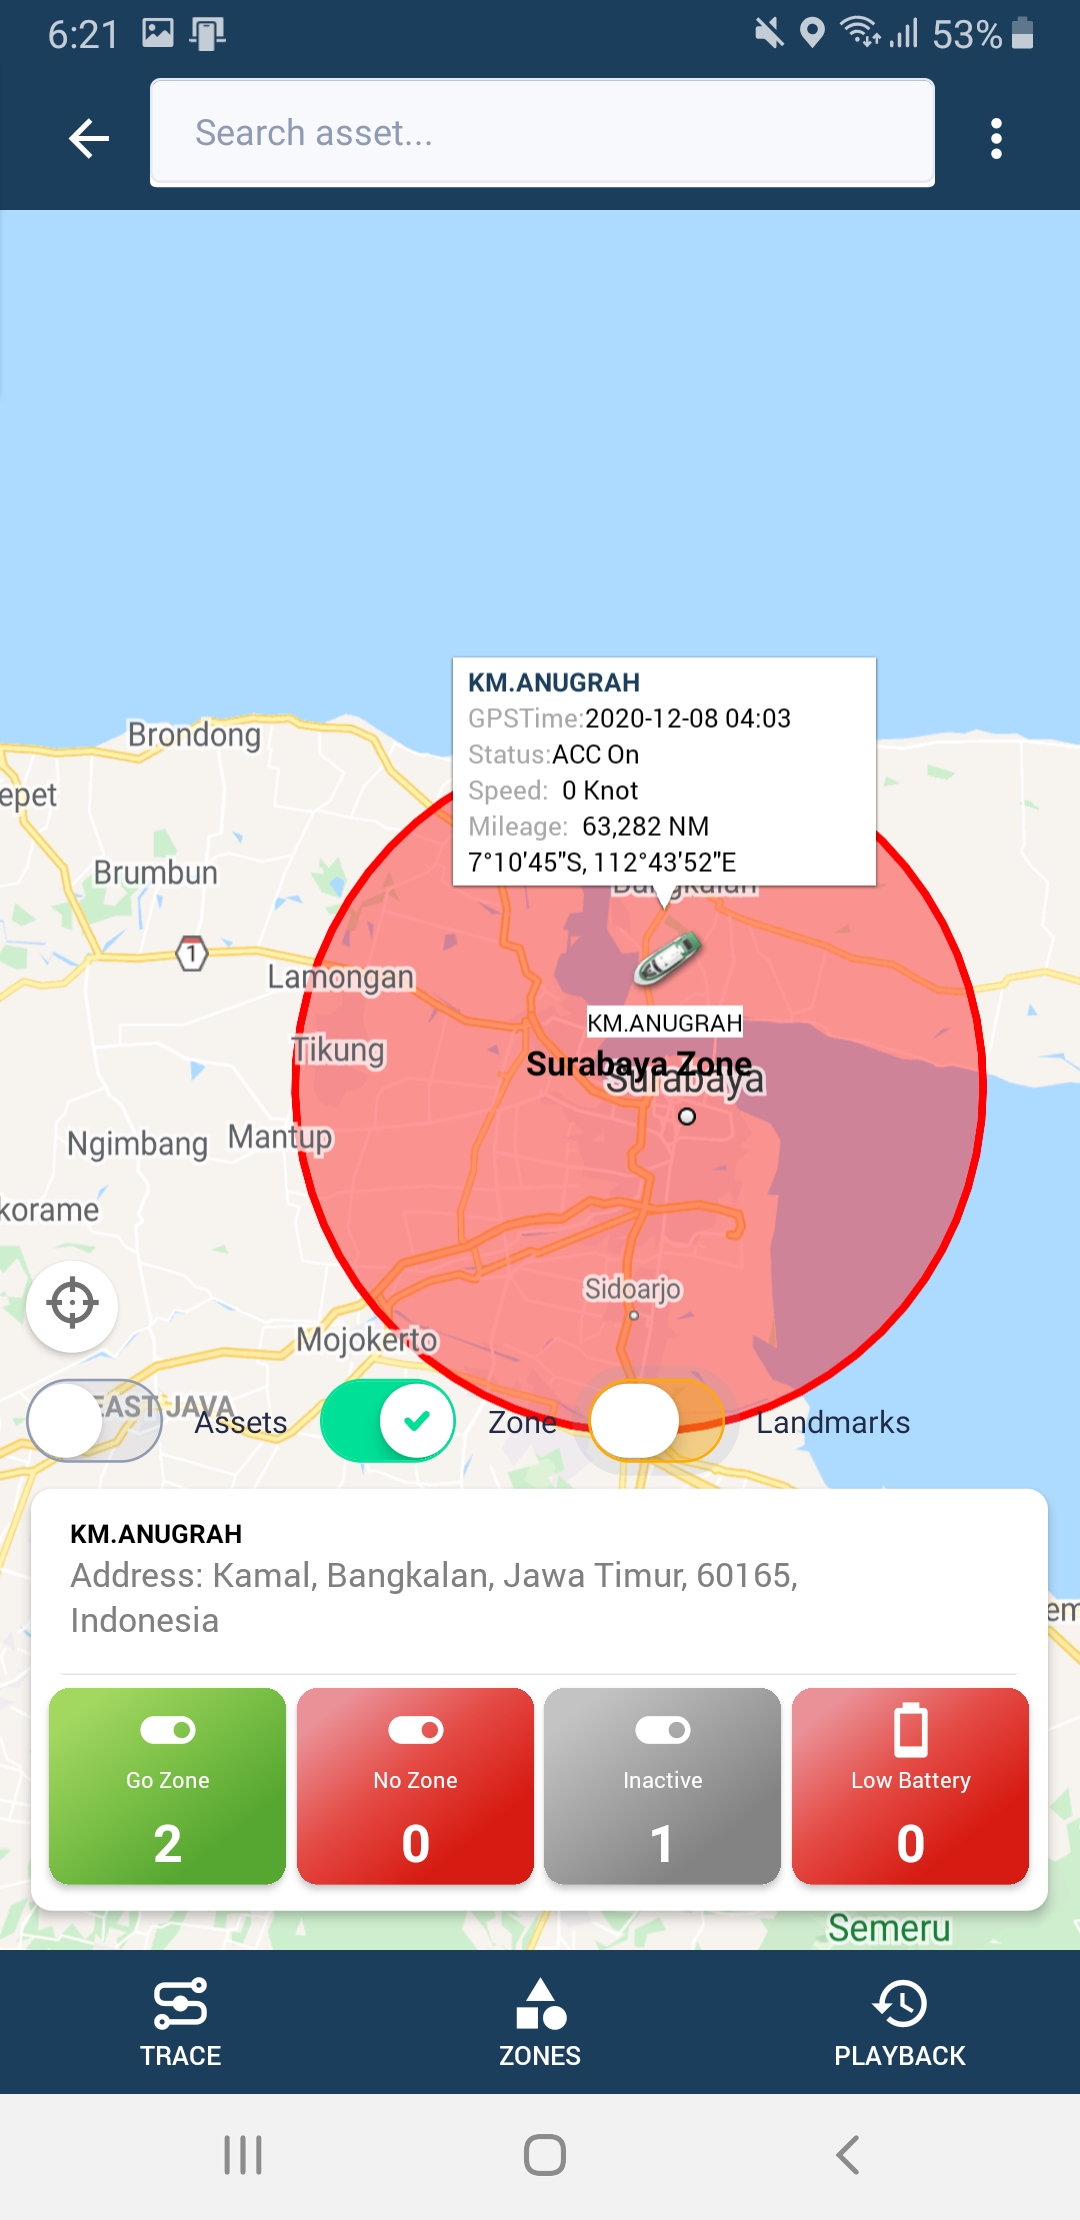 6:21
53%
Search asset...
KM.ANUGRAH
GPSTime:2020-12-08 04:03
Status:ACC On
Speed: 0 Knot
Mileage: 63,282 NM
7°10'45"S, 112°43'52"E
Brondong
epet
Brumbun
Bangkalan
1
Lamongan
KM.ANUGRAH
Tikung
Surabaya Zone
Surabaya
Ngimbang
Mantup
korame
Sidoarjo
Mojokerto
EAST JAVA
Assets
Zone
Landmarks
KM.ANUGRAH
Address: Kamal, Bangkalan, Jawa Timur, 60165,
Indonesia
em
Go Zone
2
No Zone
0
Inactive
1
Low Battery
0
Semeru
TRACE
ZONES
PLAYBACK